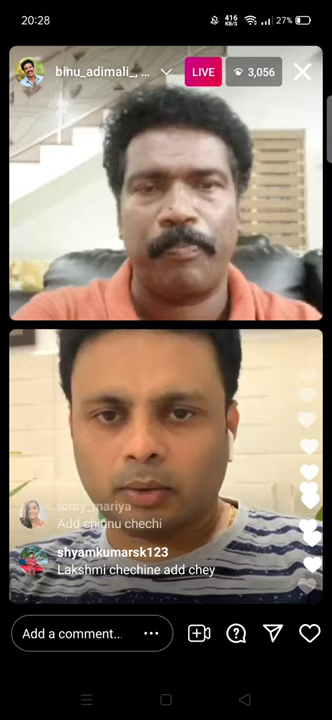 20:28
416 KB/S
27%
binu_adimali_, ...
LIVE
3,056
tomy_mariya
Add chinnu chechi
shyamkumarsk123
Lakshmi chechine add chey
Add a comment...